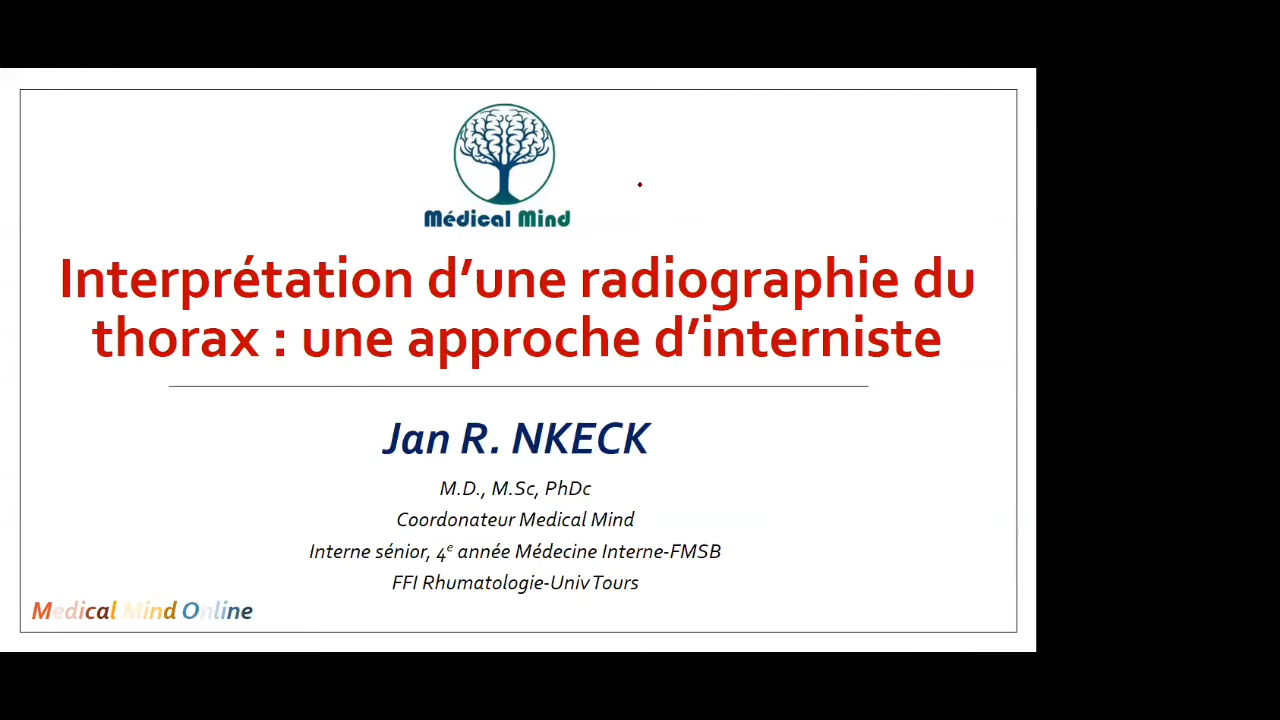 Médical Mind
Interprétation d’une radiographie du
thorax : une approche d’interniste
Jan R. NKECK
M.D., M.Sc, PhDc
Coordonateur Medical Mind
Interne sénior, 4e année Médecine Interne-FMSB
FFI Rhumatologie-Univ Tours
Medical Mind Online